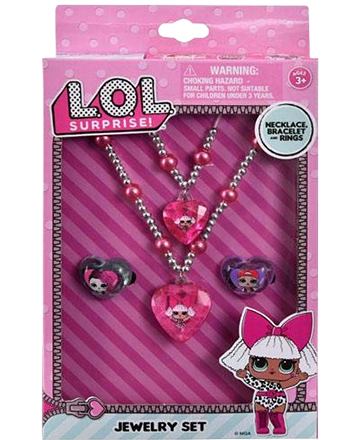 WARNING:
CHOKING HAZARD -
SMALL PARTS. NOT SUITABLE
FOR CHILDREN UNDER 3 YEARS.
AGES
3+
L.O.L.
SURPRISE!
NECKLACE,
BRACELET
AND RINGS
JEWELRY SET
© MGA